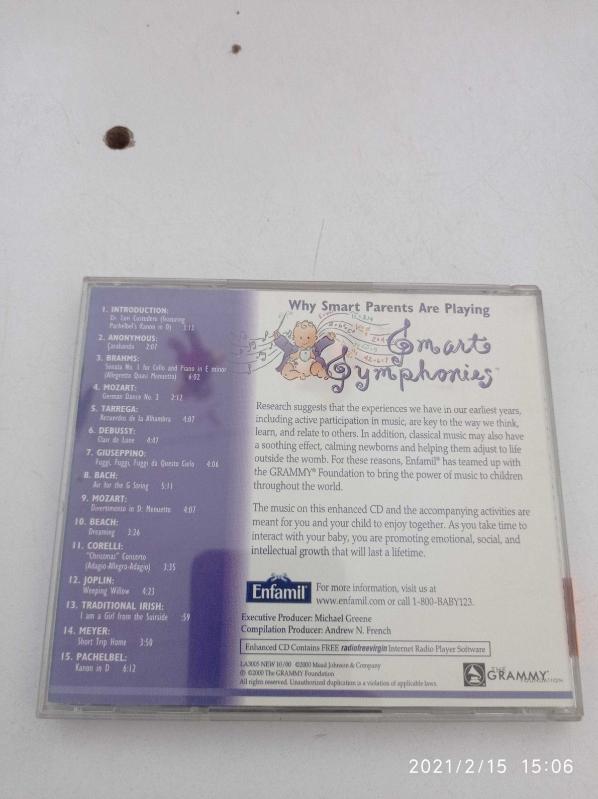 1. INTRODUCTION:
Dr. Lori Custodero (featuring
Pachelbel's Kanon in D) 3:12
2. ANONYMOUS:
Çarakanda 2:07
3. BRAHMS:
Sonata No. 1 for Cello and Piano in E minor
(Allegretto Quasi Menuetto) 6:02
4. MOZART:
German Dance No. 3 2:12
5. TARREGA:
Recuerdos de la Alhambra 4:07
6. DEBUSSY:
Clair de Lune 4:47
7. GIUSEPPINO:
Fuggi, Fuggi, Fuggi da Questo Cielo 4:06
8. BACH:
Air for the G String 5:11
9. MOZART:
Divertimento in D: Menuetto 4:07
10. BEACH:
Dreaming 3:26
11. CORELLI:
"Christmas" Concerto
(Adagio-Allegro-Adagio) 3:35
12. JOPLIN:
Weeping Willow 4:23
13. TRADITIONAL IRISH:
I am a Girl from the Suirside :59
14. MEYER:
Short Trip Home 3:50
15. PACHELBEL:
Kanon in D 6:12
Why Smart Parents Are Playing
Smart
Symphonies™
Research suggests that the experiences we have in our earliest years,
including active participation in music, are key to the way we think,
learn, and relate to others. In addition, classical music may also have
a soothing effect, calming newborns and helping them adjust to life
outside the womb. For these reasons, Enfamil® has teamed up with
the GRAMMY® Foundation to bring the power of music to children
throughout the world.
The music on this enhanced CD and the accompanying activities are
meant for you and your child to enjoy together. As you take time to
interact with your baby, you are promoting emotional, social, and
intellectual growth that will last a lifetime.
Enfamil®
For more information, visit us at
www.enfamil.com or call 1-800-BABY123.
Executive Producer: Michael Greene
Compilation Producer: Andrew N. French
Enhanced CD Contains FREE radiofreevirgin Internet Radio Player Software
LA3005 NEW 10/00 ©2000 Mead Johnson & Company
℗ ©2000 The GRAMMY Foundation
All rights reserved. Unauthorized duplication is a violation of applicable laws.
THE
GRAMMY
FOUNDATION
2021/2/15 15:06